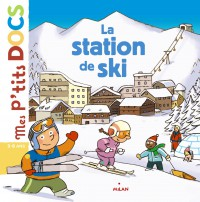 La
station
de ski
Mes p'tits DOCS
MiLAN